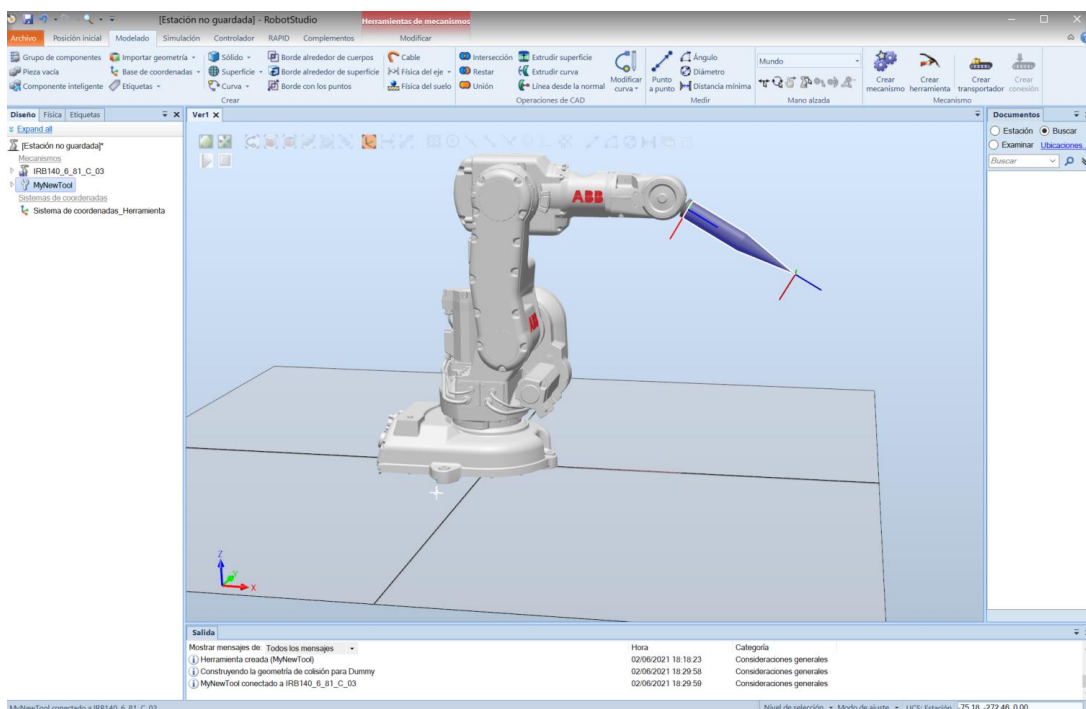 [Estación no guardada] - RobotStudio
Herramientas de mecanismos
Archivo Posición inicial Modelado Simulación Controlador RAPID Complementos Modificar
Grupo de componentes Importar geometría Sólido Borde alrededor de cuerpos Cable Intersección Extrudir superficie Ángulo Mundo
Pieza vacía Base de coordenadas Superficie Borde alrededor de superficie Física del eje Restar Extrudir curva Diámetro
Componente inteligente Etiquetas Curva Borde con los puntos Física del suelo Unión Línea desde la normal Distancia mínima
Modificar curva Punto a punto Crear mecanismo Crear herramienta Crear transportador Crear conexión
Crear Operaciones de CAD Medir Mano alzada Mecanismo
Diseño Física Etiquetas
Expand all
[Estación no guardada]*
Mecanismos
IRB140_6_81_C_03
MyNewTool
Sistemas de coordenadas
Sistema de coordenadas_Herramienta
Ver1
ABB
ABB
Z
Y
X
Documentos
Estación Buscar
Examinar Ubicaciones...
Buscar
Salida
Mostrar mensajes de: Todos los mensajes Hora Categoría
Herramienta creada (MyNewTool) 02/06/2021 18:18:23 Consideraciones generales
Construyendo la geometría de colisión para Dummy 02/06/2021 18:29:58 Consideraciones generales
MyNewTool conectado a IRB140_6_81_C_03 02/06/2021 18:29:59 Consideraciones generales
MyNewTool conectado a IRB140_6_81_C_03 Nivel de selección Modo de ajuste UCS: Estación -75.18 -272.46 0.00